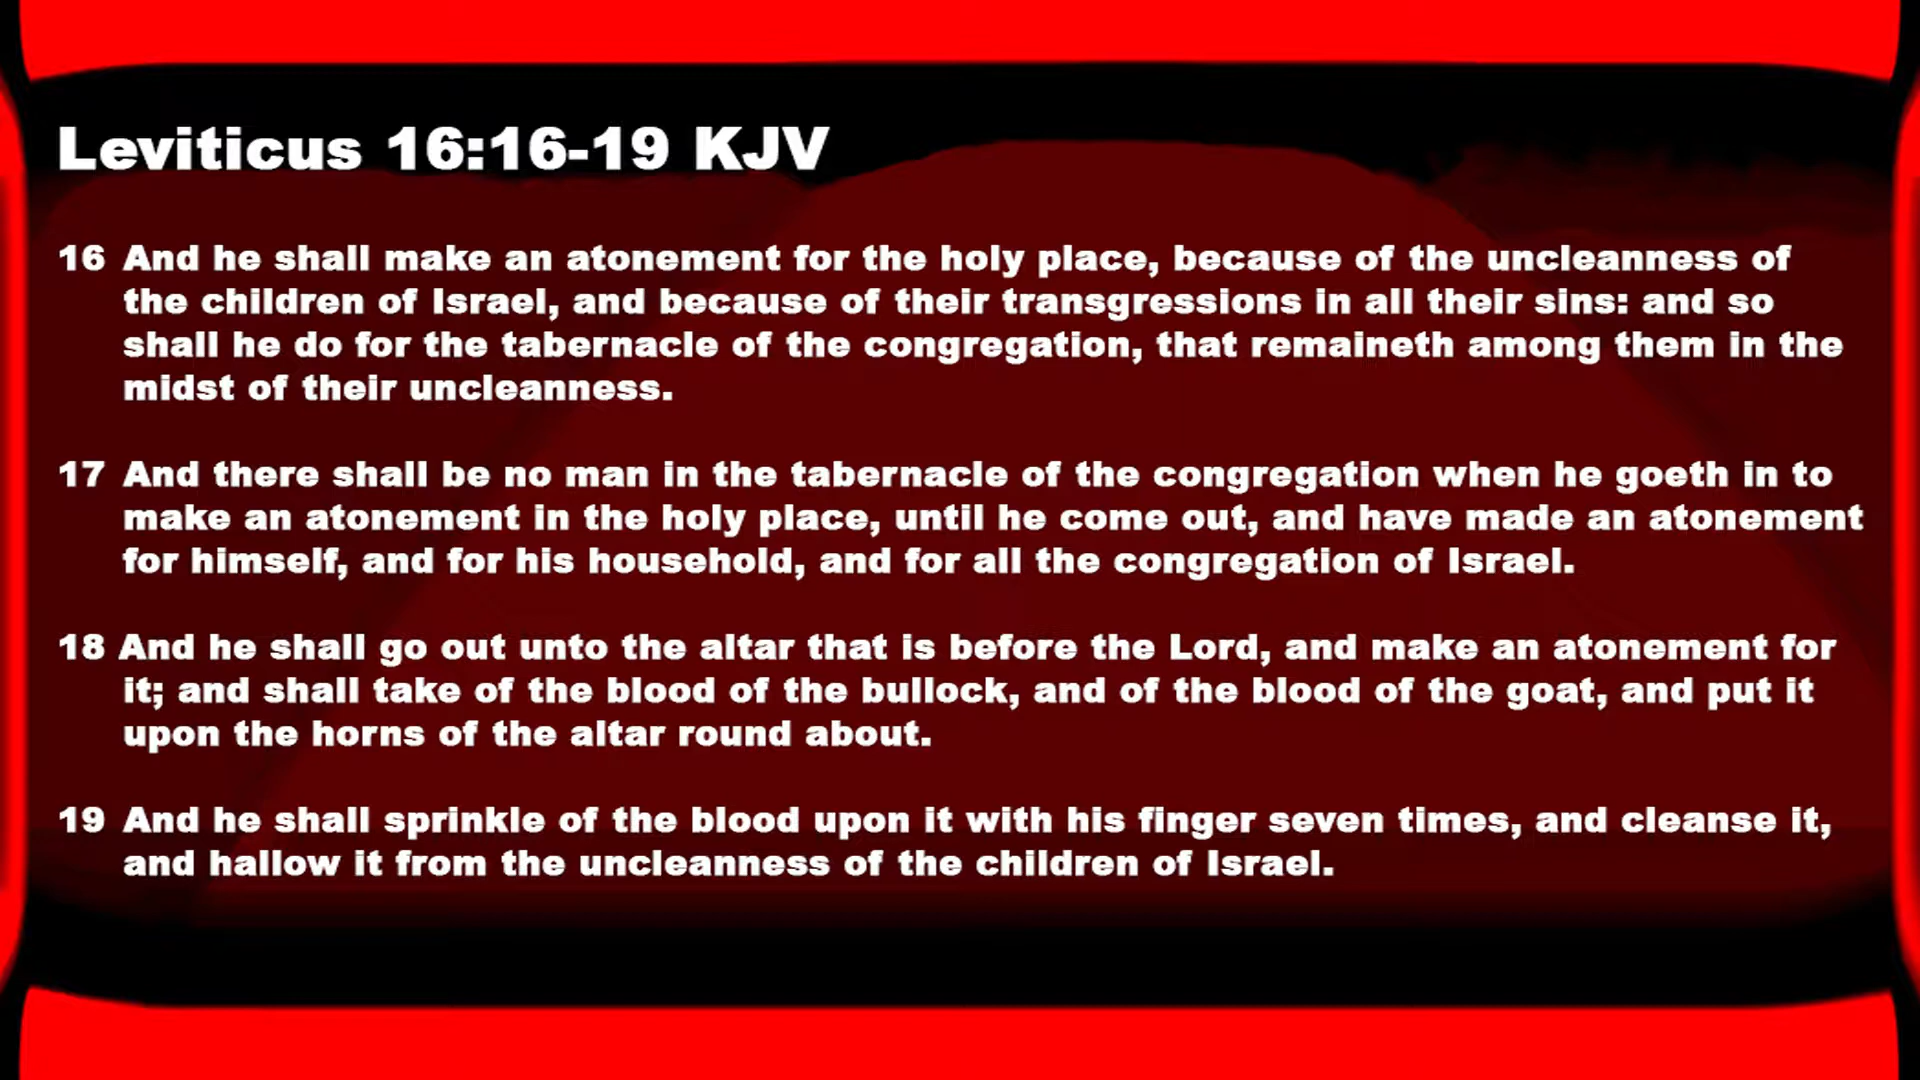 Leviticus 16:16-19 KJV
16 And he shall make an atonement for the holy place, because of the uncleanness of
the children of Israel, and because of their transgressions in all their sins: and so
shall he do for the tabernacle of the congregation, that remaineth among them in the
midst of their uncleanness.
17 And there shall be no man in the tabernacle of the congregation when he goeth in to
make an atonement in the holy place, until he come out, and have made an atonement
for himself, and for his household, and for all the congregation of Israel.
18 And he shall go out unto the altar that is before the Lord, and make an atonement for
it; and shall take of the blood of the bullock, and of the blood of the goat, and put it
upon the horns of the altar round about.
19 And he shall sprinkle of the blood upon it with his finger seven times, and cleanse it,
and hallow it from the uncleanness of the children of Israel.